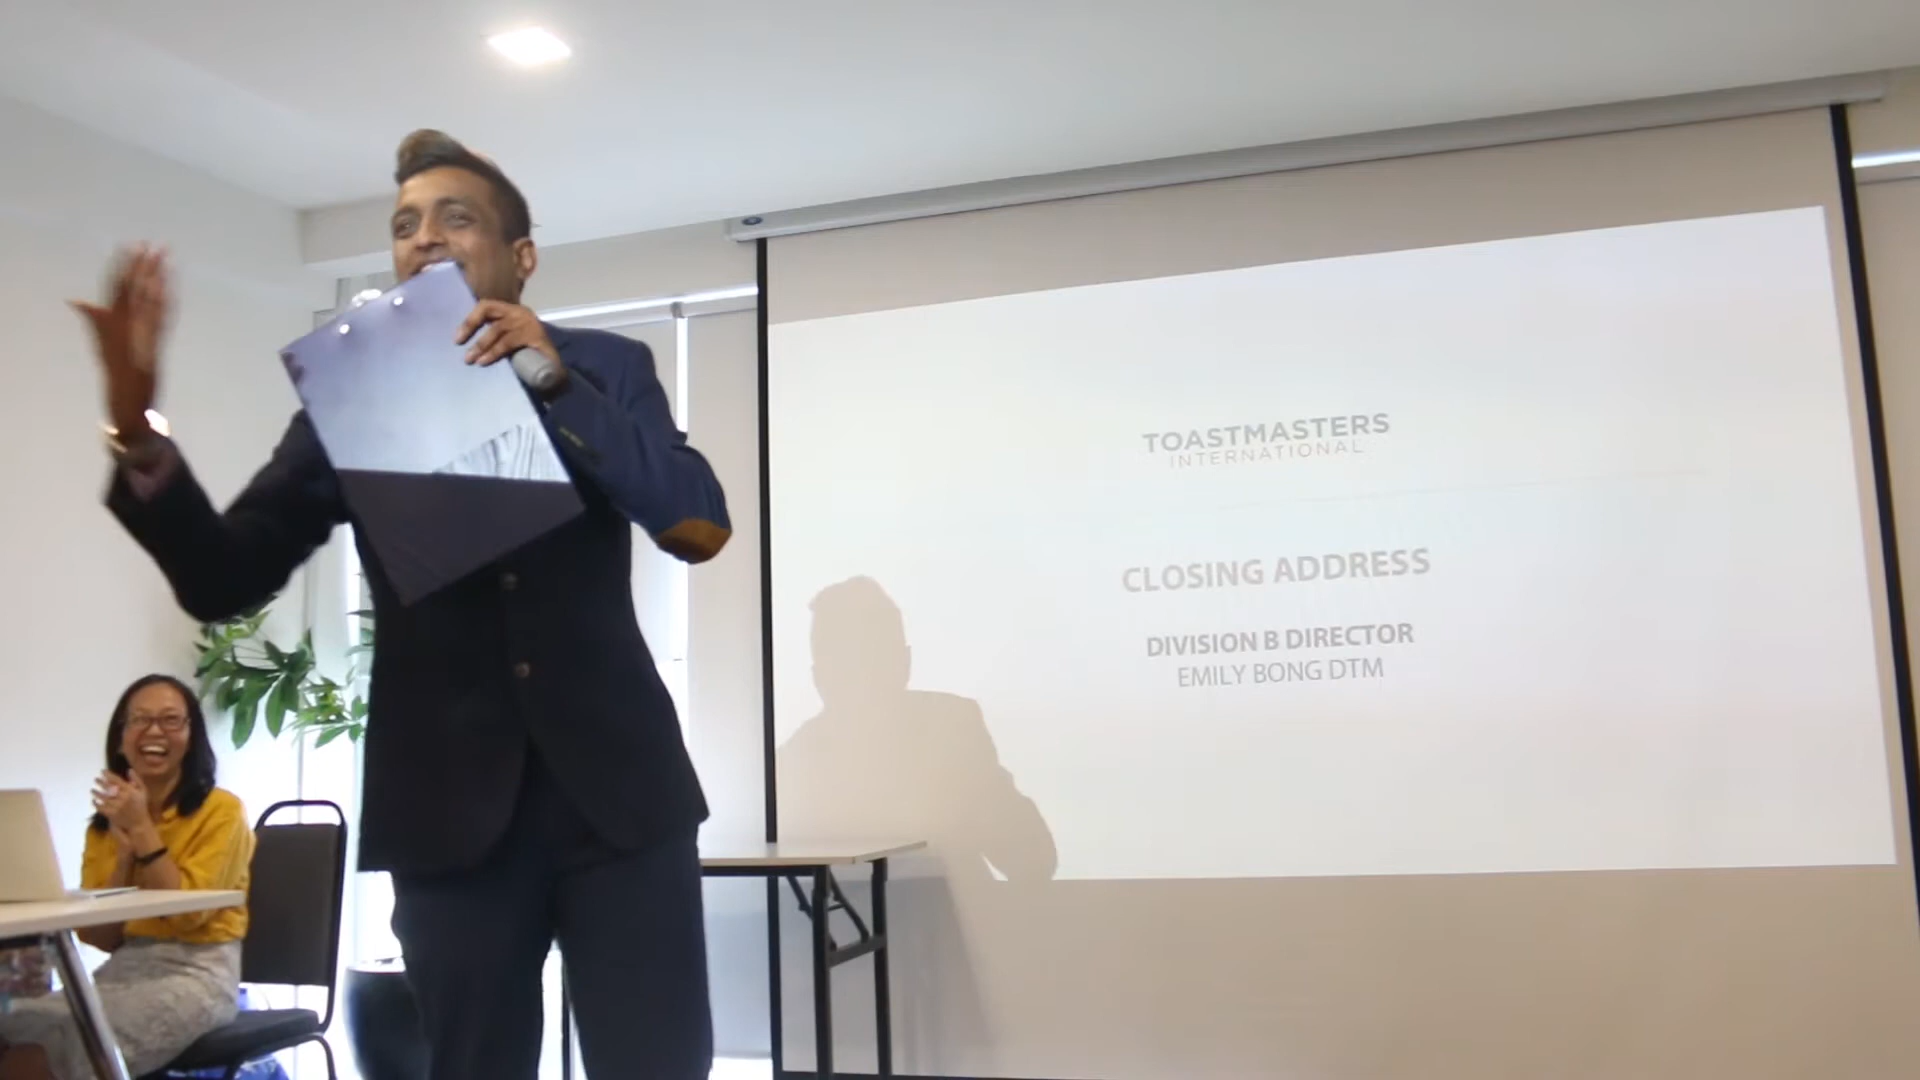 TOASTMASTERS
INTERNATIONAL
CLOSING ADDRESS
DIVISION B DIRECTOR
EMILY BONG DTM